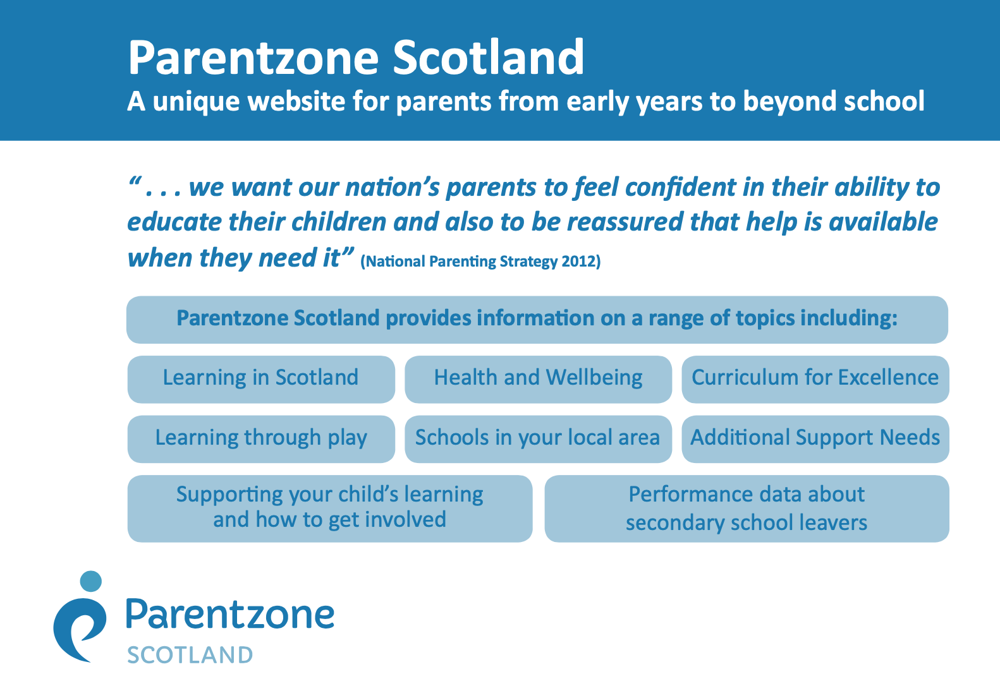 Parentzone Scotland
A unique website for parents from early years to beyond school
“ . . . we want our nation’s parents to feel confident in their ability to
educate their children and also to be reassured that help is available
when they need it” (National Parenting Strategy 2012)
Parentzone Scotland provides information on a range of topics including:
Learning in Scotland
Health and Wellbeing
Curriculum for Excellence
Learning through play
Schools in your local area
Additional Support Needs
Supporting your child’s learning
and how to get involved
Performance data about
secondary school leavers
Parentzone
SCOTLAND